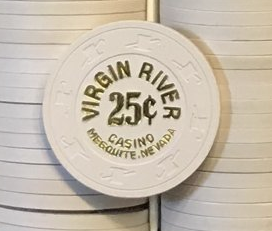 VIRGIN RIVER
25¢
CASINO
MESQUITE, NEVADA